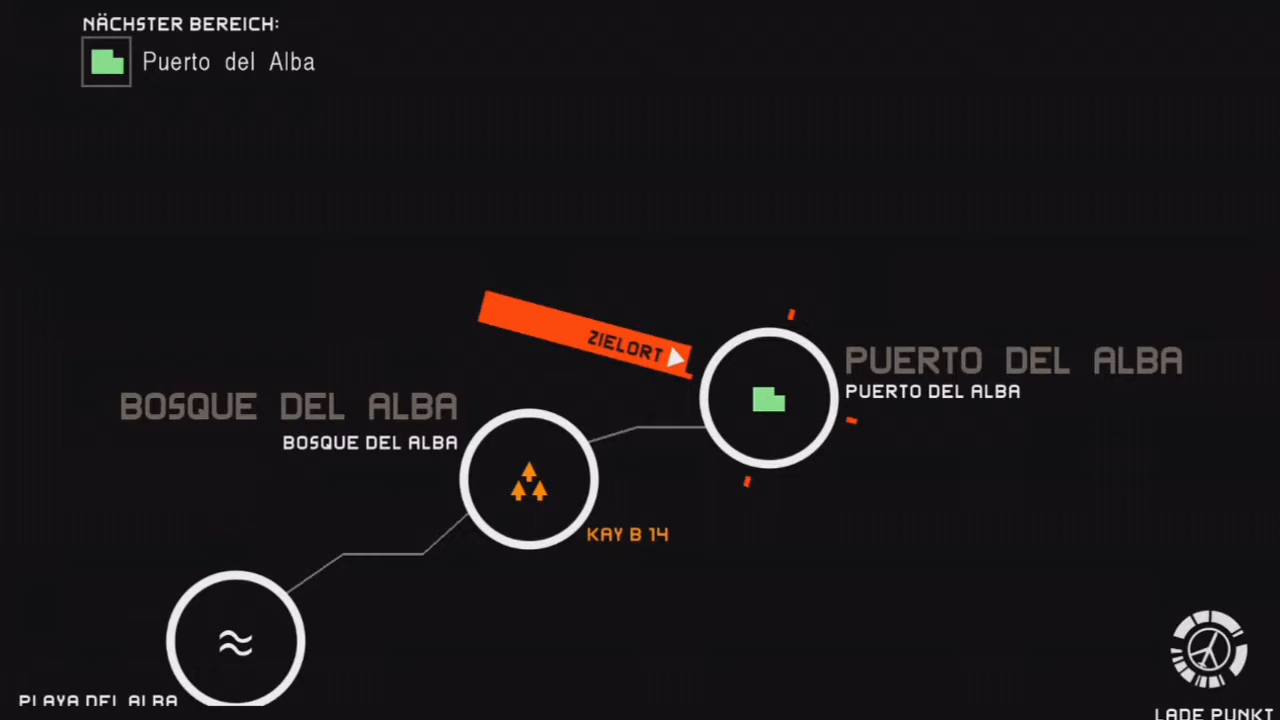 NÄCHSTER BEREICH:
Puerto del Alba
ZIELORT
PUERTO DEL ALBA
PUERTO DEL ALBA
BOSQUE DEL ALBA
BOSQUE DEL ALBA
KAY B 14
PLAYA DEL ALBA
LADE PUNKT